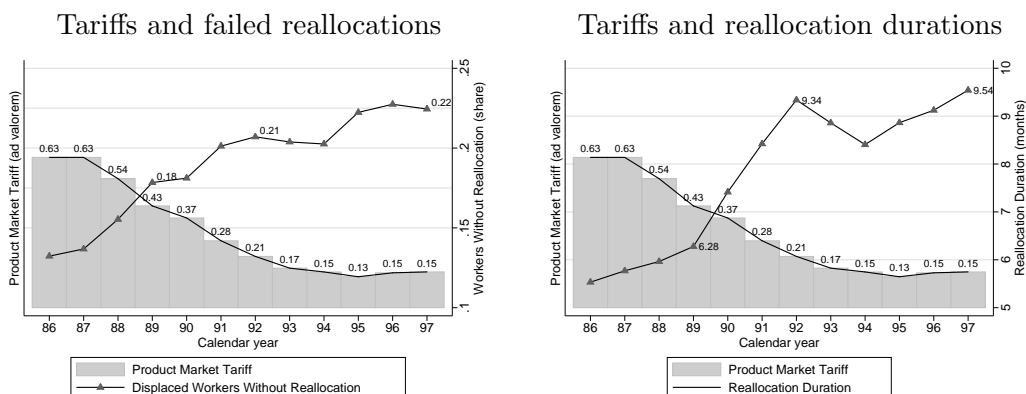 Tariffs and failed reallocations
Product Market Tariff (ad valorem)
0.63 0.63 0.54 0.43 0.37 0.28 0.21 0.17 0.15 0.13 0.15 0.15
0.18 0.21 0.22
.1 .15 .2 .25
Workers Without Reallocation (share)
86 87 88 89 90 91 92 93 94 95 96 97
Calendar year
Product Market Tariff
Displaced Workers Without Reallocation
Tariffs and reallocation durations
Product Market Tariff (ad valorem)
0.63 0.63 0.54 0.43 0.37 0.28 0.21 0.17 0.15 0.13 0.15 0.15
6.28 9.34 9.54
5 6 7 8 9 10
Reallocation Duration (months)
86 87 88 89 90 91 92 93 94 95 96 97
Calendar year
Product Market Tariff
Reallocation Duration